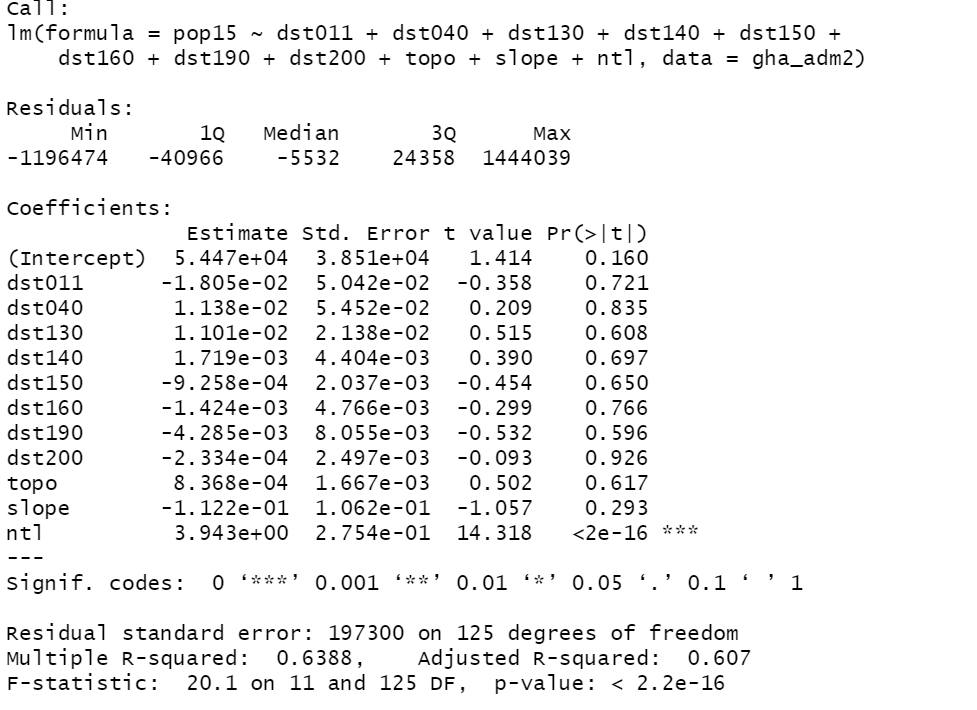 Call:
lm(formula = pop15 ~ dst011 + dst040 + dst130 + dst140 + dst150 +
    dst160 + dst190 + dst200 + topo + slope + ntl, data = gha_adm2)

Residuals:
     Min       1Q   Median       3Q      Max
-1196474   -40966    -5532    24358  1444039

Coefficients:
              Estimate Std. Error t value Pr(>|t|)
(Intercept)  5.447e+04  3.851e+04   1.414    0.160
dst011      -1.805e-02  5.042e-02  -0.358    0.721
dst040       1.138e-02  5.452e-02   0.209    0.835
dst130       1.101e-02  2.138e-02   0.515    0.608
dst140       1.719e-03  4.404e-03   0.390    0.697
dst150      -9.258e-04  2.037e-03  -0.454    0.650
dst160      -1.424e-03  4.766e-03  -0.299    0.766
dst190      -4.285e-03  8.055e-03  -0.532    0.596
dst200      -2.334e-04  2.497e-03  -0.093    0.926
topo         8.368e-04  1.667e-03   0.502    0.617
slope       -1.122e-01  1.062e-01  -1.057    0.293
ntl          3.943e+00  2.754e-01  14.318   <2e-16 ***
---
Signif. codes:  0 ‘***’ 0.001 ‘**’ 0.01 ‘*’ 0.05 ‘.’ 0.1 ‘ ’ 1

Residual standard error: 197300 on 125 degrees of freedom
Multiple R-squared:  0.6388,    Adjusted R-squared:  0.607
F-statistic:  20.1 on 11 and 125 DF,  p-value: < 2.2e-16